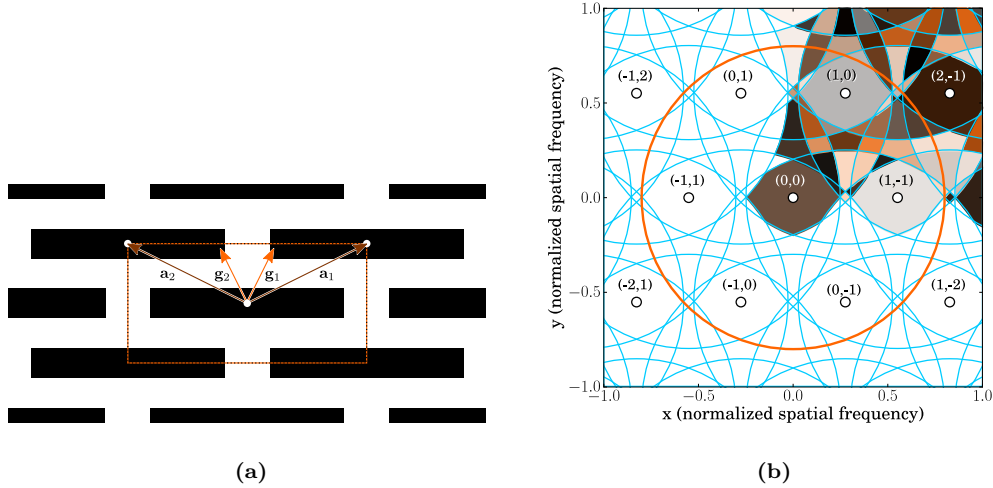 a₂
g₂
g₁
a₁
(a)
y (normalized spatial frequency)
1.0
0.5
0.0
−0.5
−1.0
(-1,2)
(0,1)
(1,0)
(2,-1)
(-1,1)
(0,0)
(1,-1)
(-2,1)
(-1,0)
(0,-1)
(1,-2)
−1.0
−0.5
0.0
0.5
1.0
x (normalized spatial frequency)
(b)